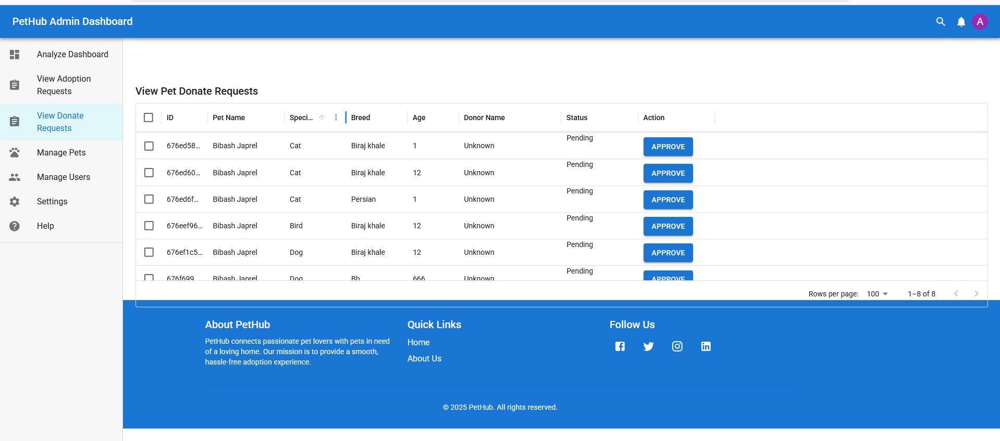 PetHub Admin Dashboard
A
Analyze Dashboard
View Adoption
Requests
View Donate
Requests
Manage Pets
Manage Users
Settings
Help
View Pet Donate Requests
ID Pet Name Speci... Breed Age Donor Name Status Action
676ed58... Bibash Japrel Cat Biraj khale 1 Unknown Pending APPROVE
676ed60... Bibash Japrel Cat Biraj khale 12 Unknown Pending APPROVE
676ed6f... Bibash Japrel Cat Persian 1 Unknown Pending APPROVE
676eef96... Bibash Japrel Bird Biraj khale 12 Unknown Pending APPROVE
676ef1c5... Bibash Japrel Dog Biraj khale 12 Unknown Pending APPROVE
676f699 Bibash Japrel Dog Bb 666 Unknown Pending APPROVE
Rows per page: 100 1–8 of 8
About PetHub
PetHub connects passionate pet lovers with pets in need
of a loving home. Our mission is to provide a smooth,
hassle-free adoption experience.
Quick Links
Home
About Us
Follow Us
© 2025 PetHub. All rights reserved.